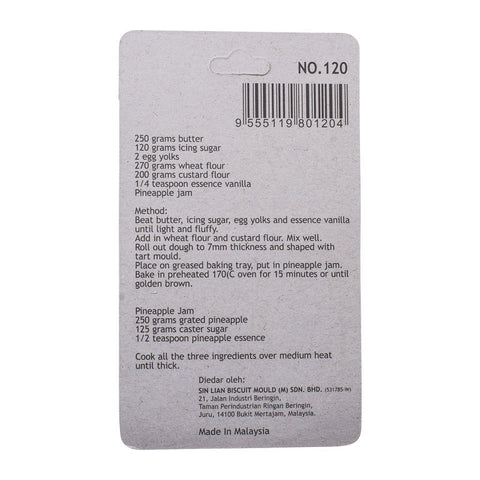 NO.120
9 555119 801204
250 grams butter
120 grams icing sugar
2 egg yolks
270 grams wheat flour
200 grams custard flour
1/4 teaspoon essence vanilla
Pineapple jam
Method:
Beat butter, icing sugar, egg yolks and essence vanilla
until light and fluffy.
Add in wheat flour and custard flour. Mix well.
Roll out dough to 7mm thickness and shaped with
tart mould.
Place on greased baking tray, put in pineapple jam.
Bake in preheated 170(C oven for 15 minutes or until
golden brown.
Pineapple Jam
250 grams grated pineapple
125 grams caster sugar
1/2 teaspoon pineapple essence
Cook all the three ingredients over medium heat
until thick.
Diedar oleh:
SIN LIAN BISCUIT MOULD (M) SDN. BHD. (531785-W)
21, Jalan Industri Beringin,
Taman Perindustrian Ringan Beringin,
Juru, 14100 Bukit Mertajam, Malaysia.
Made In Malaysia